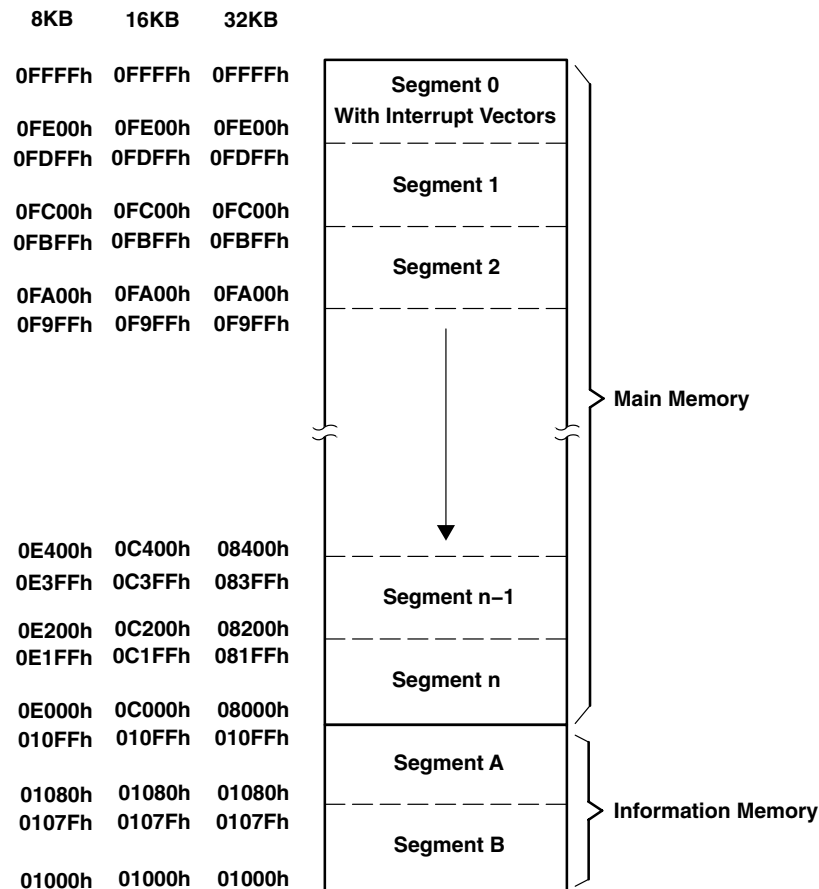 8KB 16KB 32KB
0FFFFh 0FFFFh 0FFFFh
Segment 0
With Interrupt Vectors
0FE00h 0FE00h 0FE00h
0FDFFh 0FDFFh 0FDFFh
Segment 1
0FC00h 0FC00h 0FC00h
0FBFFh 0FBFFh 0FBFFh
Segment 2
0FA00h 0FA00h 0FA00h
0F9FFh 0F9FFh 0F9FFh
Main Memory
0E400h 0C400h 08400h
0E3FFh 0C3FFh 083FFh
Segment n−1
0E200h 0C200h 08200h
0E1FFh 0C1FFh 081FFh
Segment n
0E000h 0C000h 08000h
010FFh 010FFh 010FFh
Segment A
01080h 01080h 01080h
Information Memory
0107Fh 0107Fh 0107Fh
Segment B
01000h 01000h 01000h